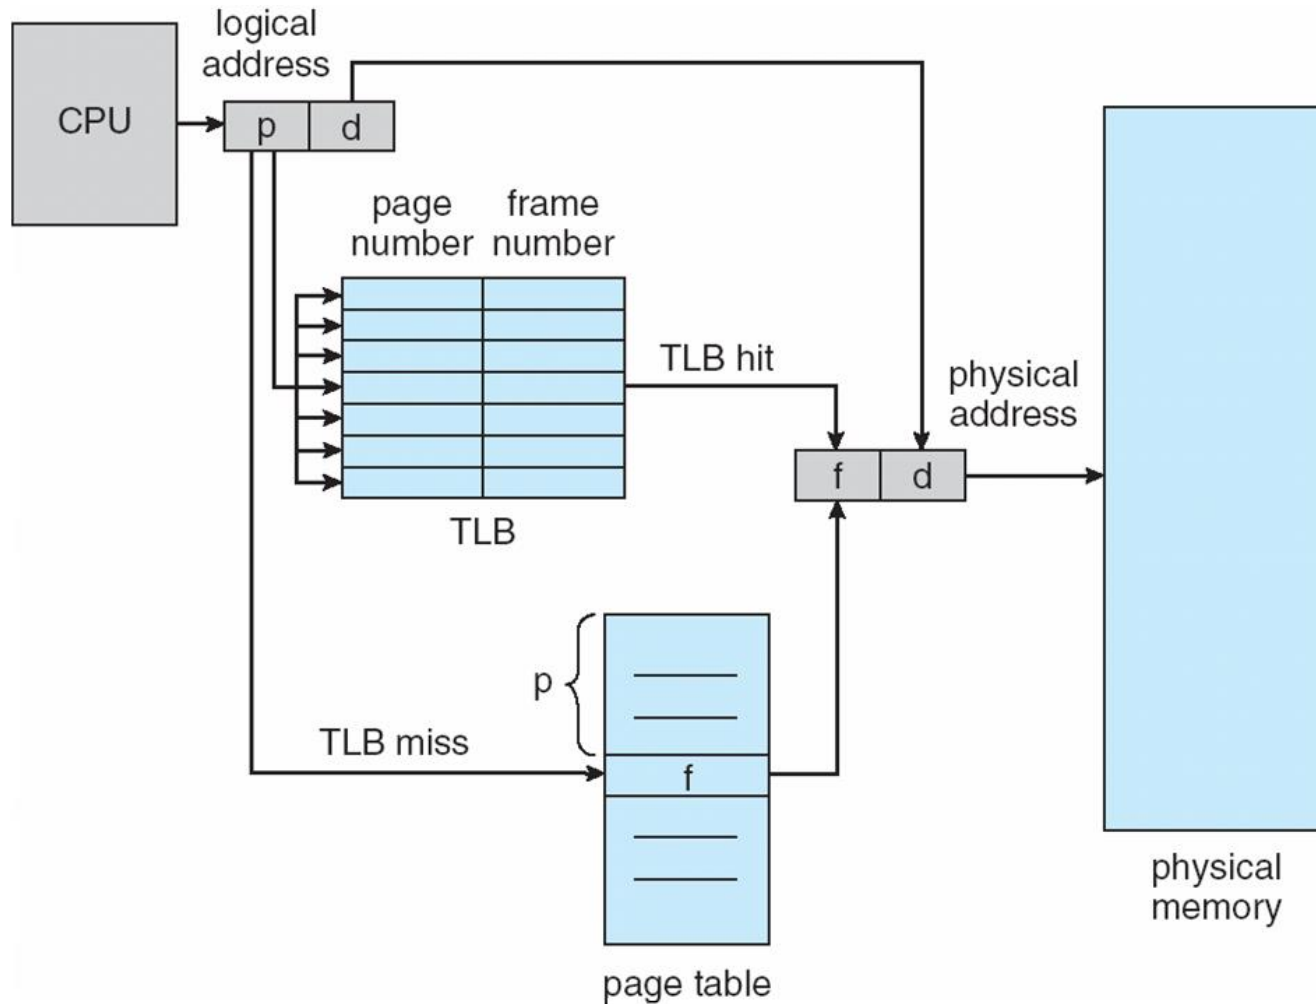 logical
address
CPU
p
d
page
number
frame
number
TLB hit
physical
address
f
d
TLB
p
TLB miss
f
physical
memory
page table